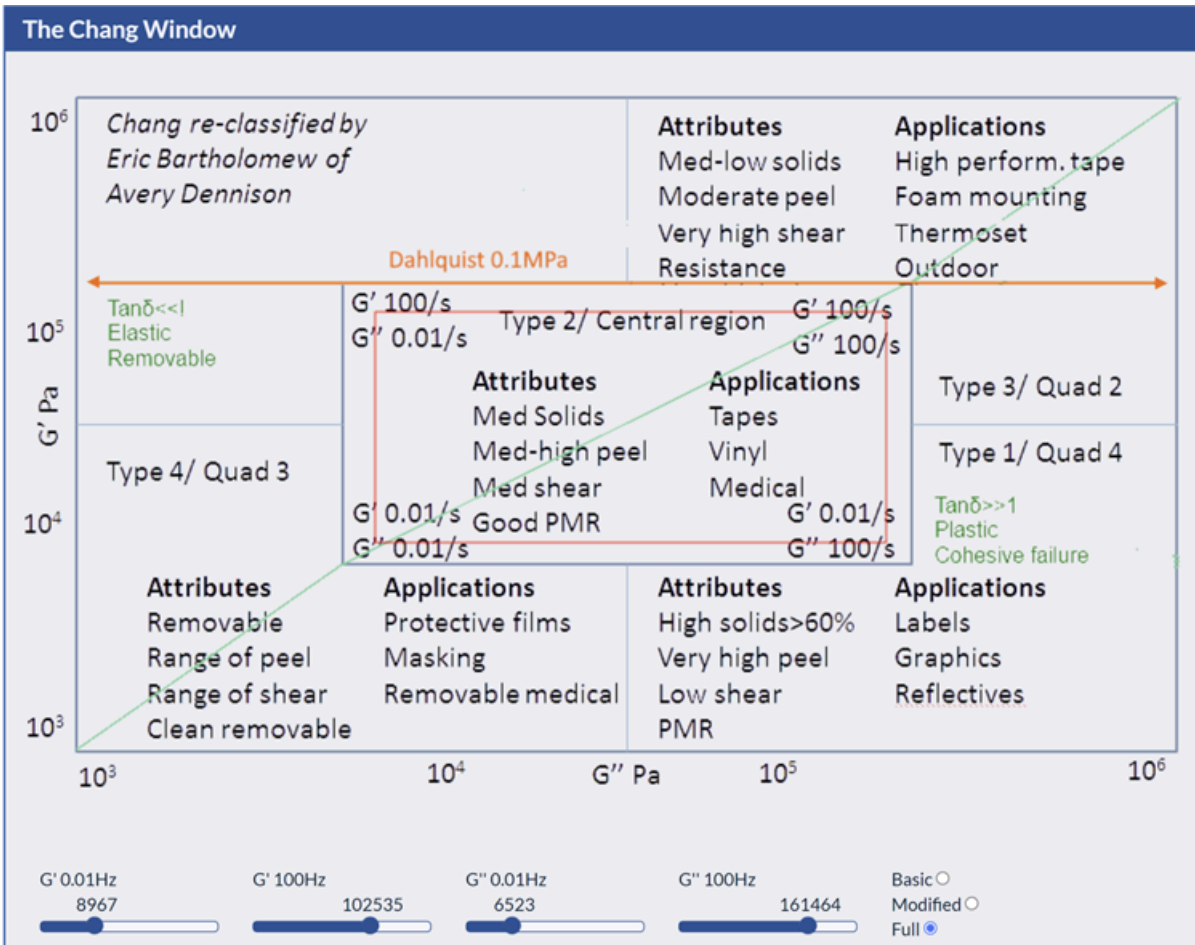 The Chang Window
10⁶
Chang re-classified by
Eric Bartholomew of
Avery Dennison
Attributes
Med-low solids
Moderate peel
Very high shear
Resistance
Applications
High perform. tape
Foam mounting
Thermoset
Outdoor
Dahlquist 0.1MPa
Tanδ<<I
Elastic
Removable
10⁵
G' Pa
G' 100/s
G'' 0.01/s
Type 2/ Central region
G' 100/s
G'' 100/s
Attributes
Med Solids
Med-high peel
Med shear
Good PMR
Applications
Tapes
Vinyl
Medical
Type 3/ Quad 2
Type 4/ Quad 3
Type 1/ Quad 4
10⁴
G' 0.01/s
G'' 0.01/s
G' 0.01/s
G'' 100/s
Tanδ>>1
Plastic
Cohesive failure
Attributes
Removable
Range of peel
Range of shear
Clean removable
Applications
Protective films
Masking
Removable medical
Attributes
High solids>60%
Very high peel
Low shear
PMR
Applications
Labels
Graphics
Reflectives
10³
10³ 10⁴ G'' Pa 10⁵ 10⁶
G' 0.01Hz
8967
G' 100Hz
102535
G'' 0.01Hz
6523
G'' 100Hz
161464
Basic
Modified
Full